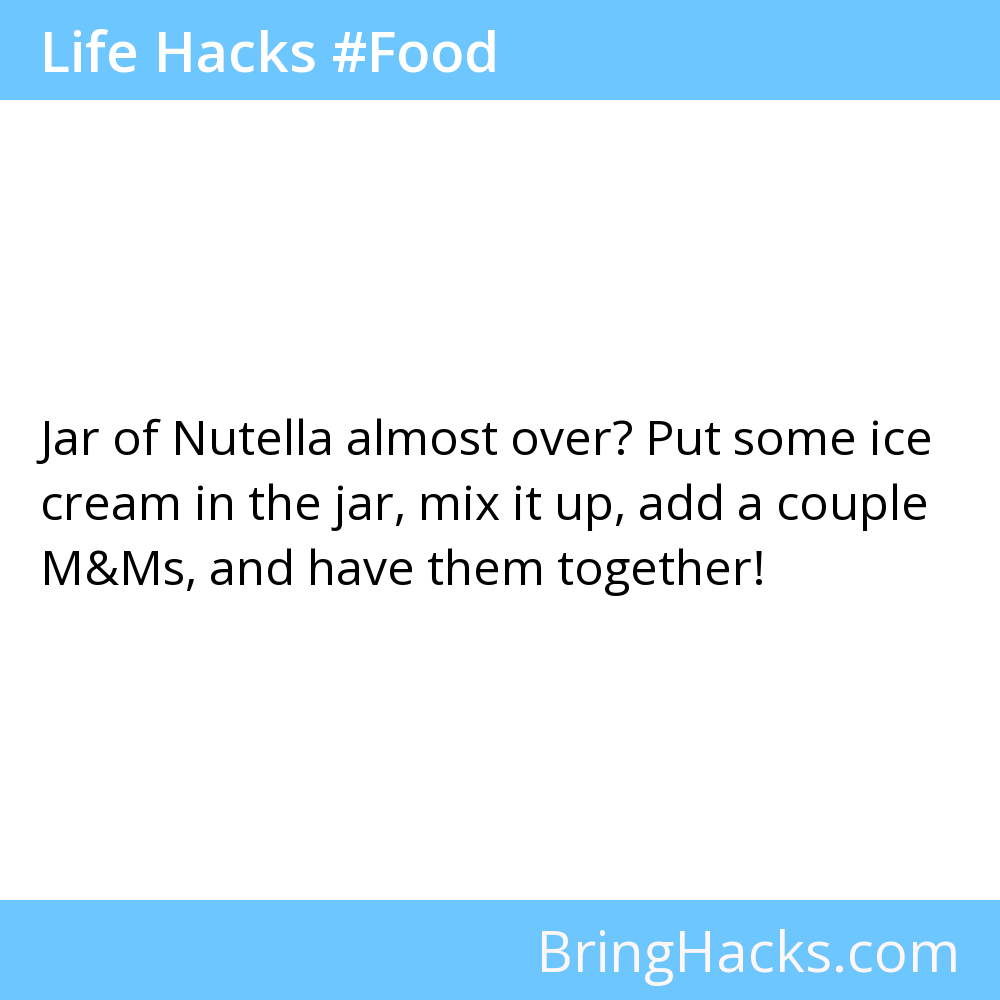 Life Hacks #Food
Jar of Nutella almost over? Put some ice
cream in the jar, mix it up, add a couple
M&Ms, and have them together!
BringHacks.com